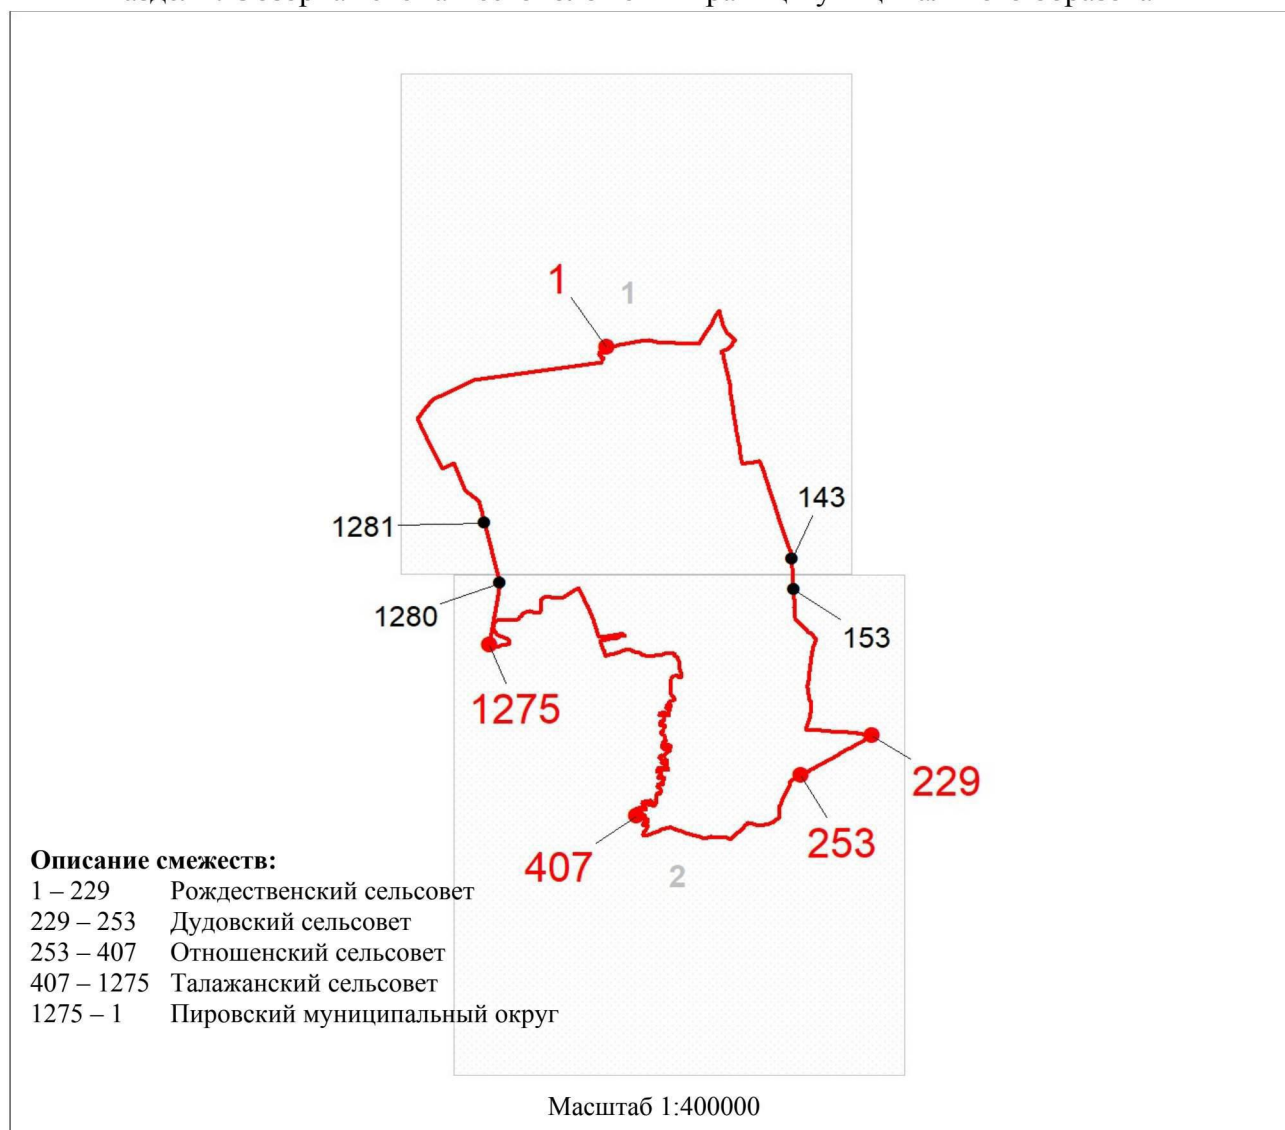 1
1
143
1281
1280
153
1275
229
253
407
2
Описание смежеств:
1 – 229 Рождественский сельсовет
229 – 253 Дудовский сельсовет
253 – 407 Отношенский сельсовет
407 – 1275 Талажанский сельсовет
1275 – 1 Пировский муниципальный округ
Масштаб 1:400000